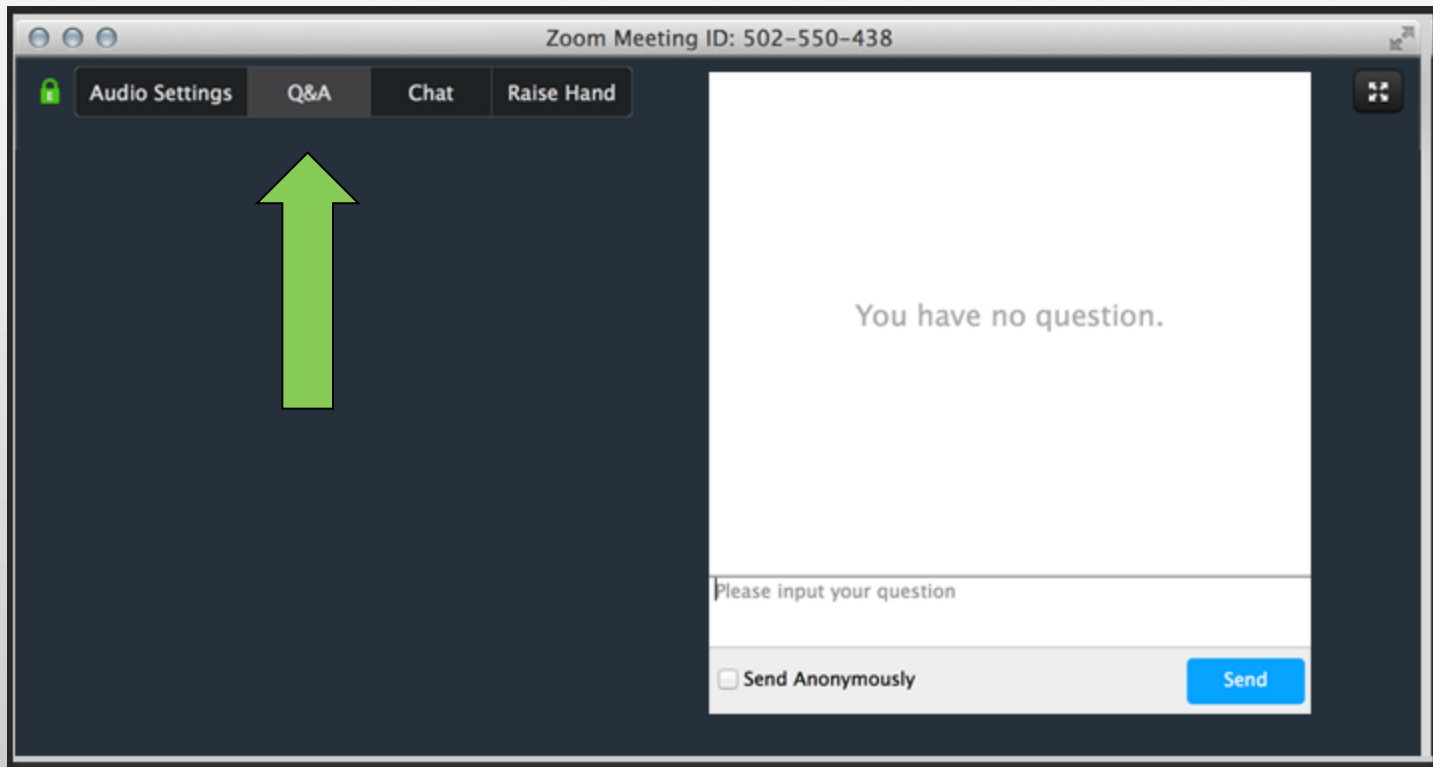 Zoom Meeting ID: 502-550-438
Audio Settings Q&A Chat Raise Hand
You have no question.
Please input your question
Send Anonymously Send